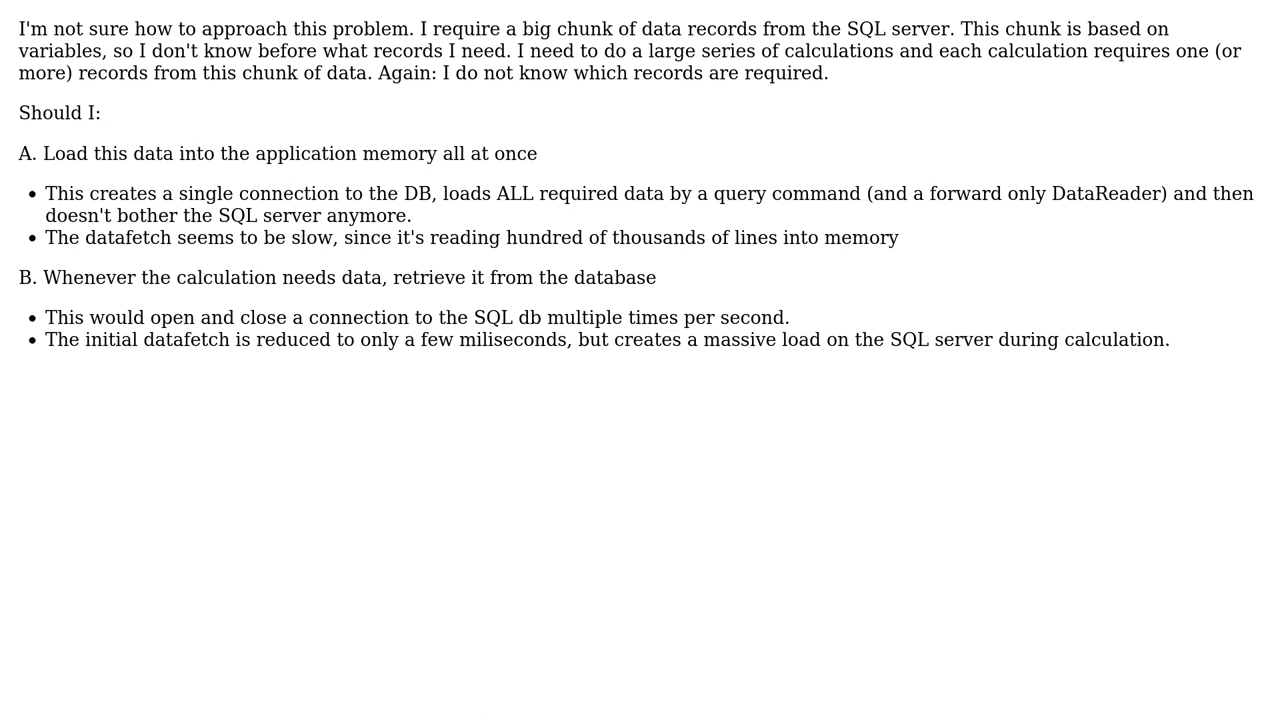 I'm not sure how to approach this problem. I require a big chunk of data records from the SQL server. This chunk is based on
variables, so I don't know before what records I need. I need to do a large series of calculations and each calculation requires one (or
more) records from this chunk of data. Again: I do not know which records are required.
Should I:
A. Load this data into the application memory all at once
• This creates a single connection to the DB, loads ALL required data by a query command (and a forward only DataReader) and then
doesn't bother the SQL server anymore.
• The datafetch seems to be slow, since it's reading hundred of thousands of lines into memory
B. Whenever the calculation needs data, retrieve it from the database
• This would open and close a connection to the SQL db multiple times per second.
• The initial datafetch is reduced to only a few miliseconds, but creates a massive load on the SQL server during calculation.